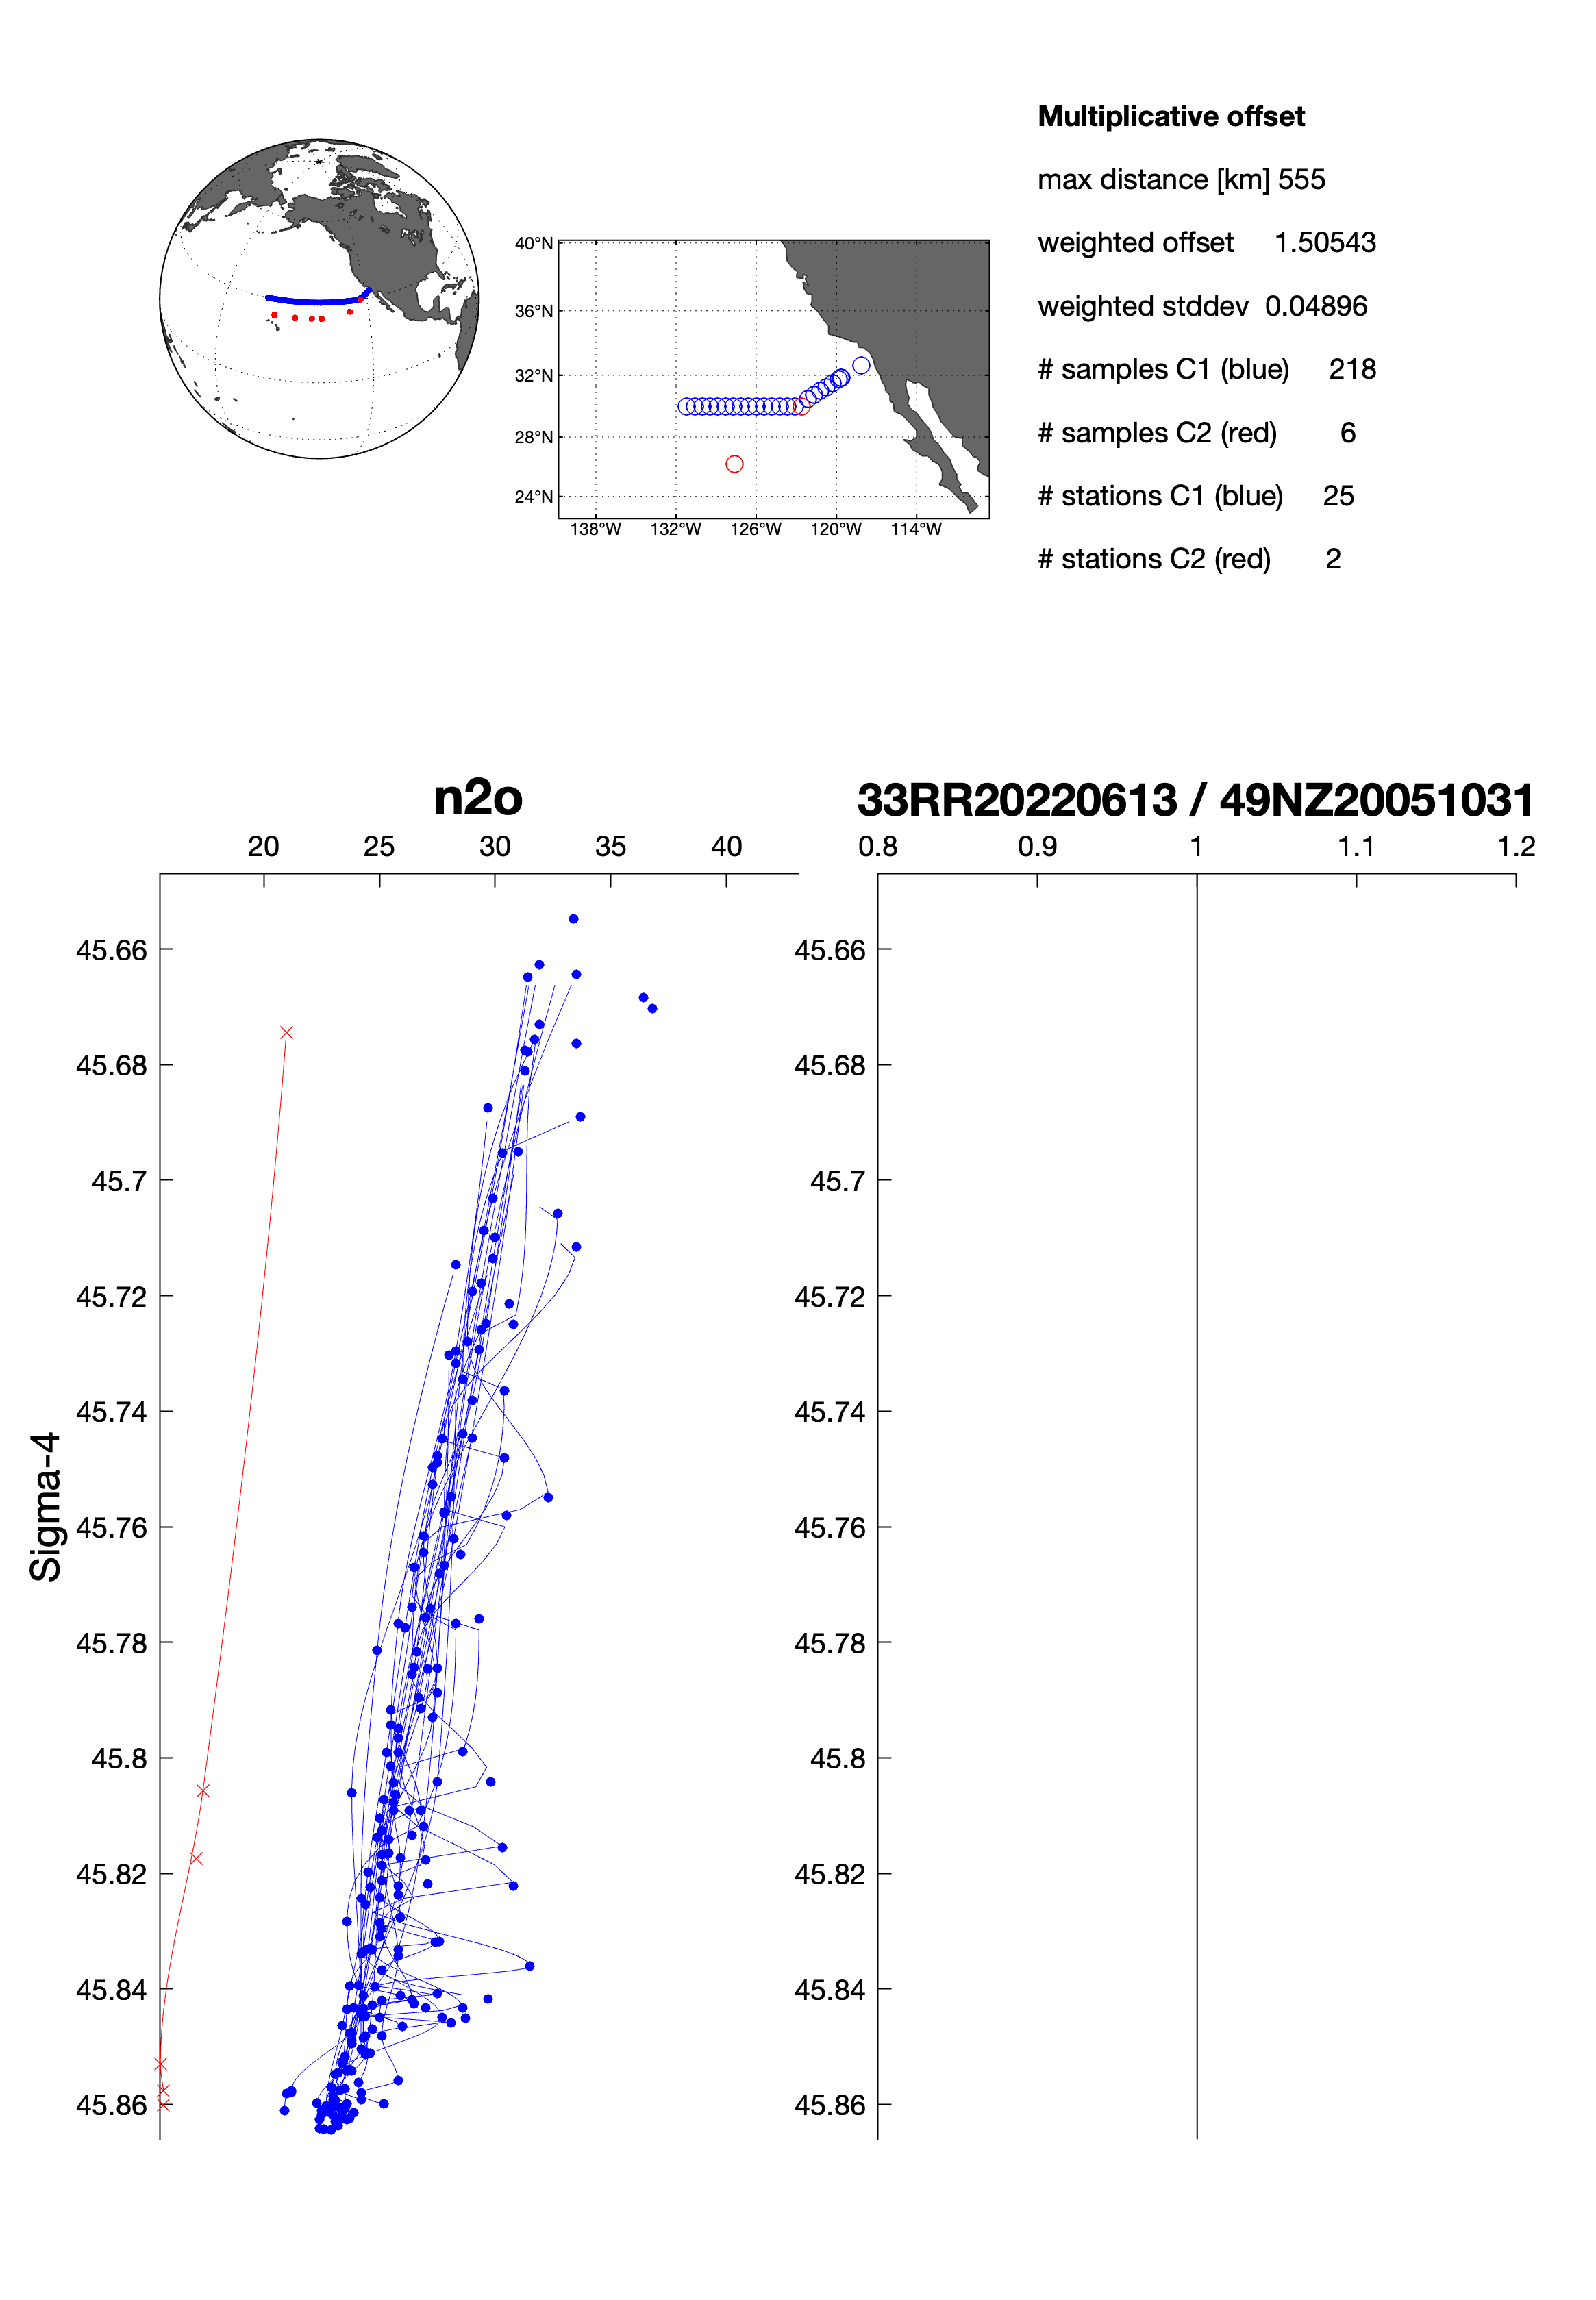 Multiplicative offset
max distance [km] 555
weighted offset 1.50543
weighted stddev 0.04896
# samples C1 (blue) 218
# samples C2 (red) 6
# stations C1 (blue) 25
# stations C2 (red) 2
40°N
36°N
32°N
28°N
24°N
138°W 132°W 126°W 120°W 114°W
n2o
20 25 30 35 40
Sigma-4
45.66
45.68
45.7
45.72
45.74
45.76
45.78
45.8
45.82
45.84
45.86
33RR20220613 / 49NZ20051031
0.8 0.9 1 1.1 1.2
45.66
45.68
45.7
45.72
45.74
45.76
45.78
45.8
45.82
45.84
45.86